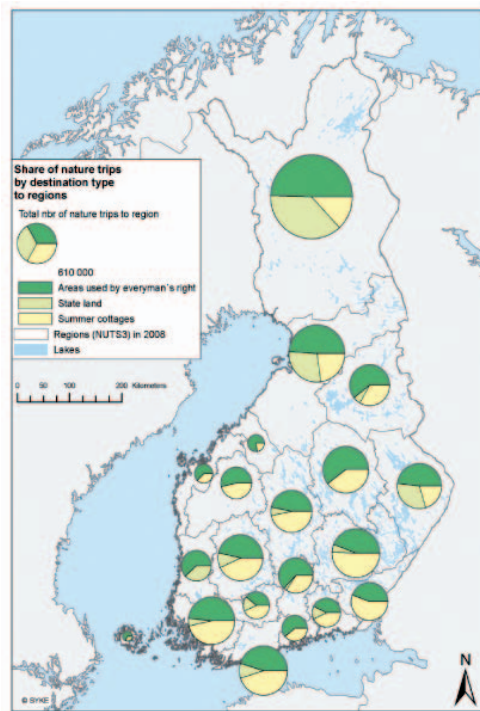 Share of nature trips
by destination type
to regions
Total nbr of nature trips to region
610 000
Areas used by everyman's right
State land
Summer cottages
Regions (NUTS3) in 2008
Lakes
0 50 100 200 Kilometers
N
© SYKE